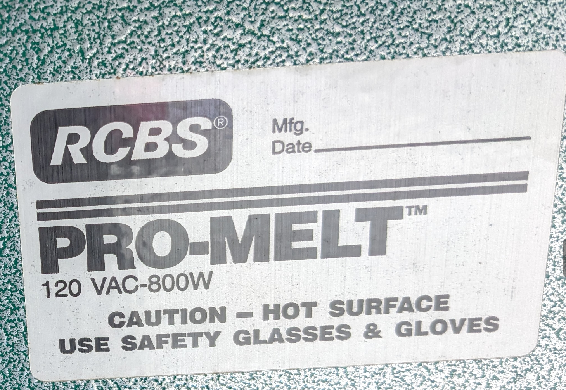 RCBS®
Mfg.
Date
PRO-MELT™
120 VAC-800W
CAUTION – HOT SURFACE
USE SAFETY GLASSES & GLOVES